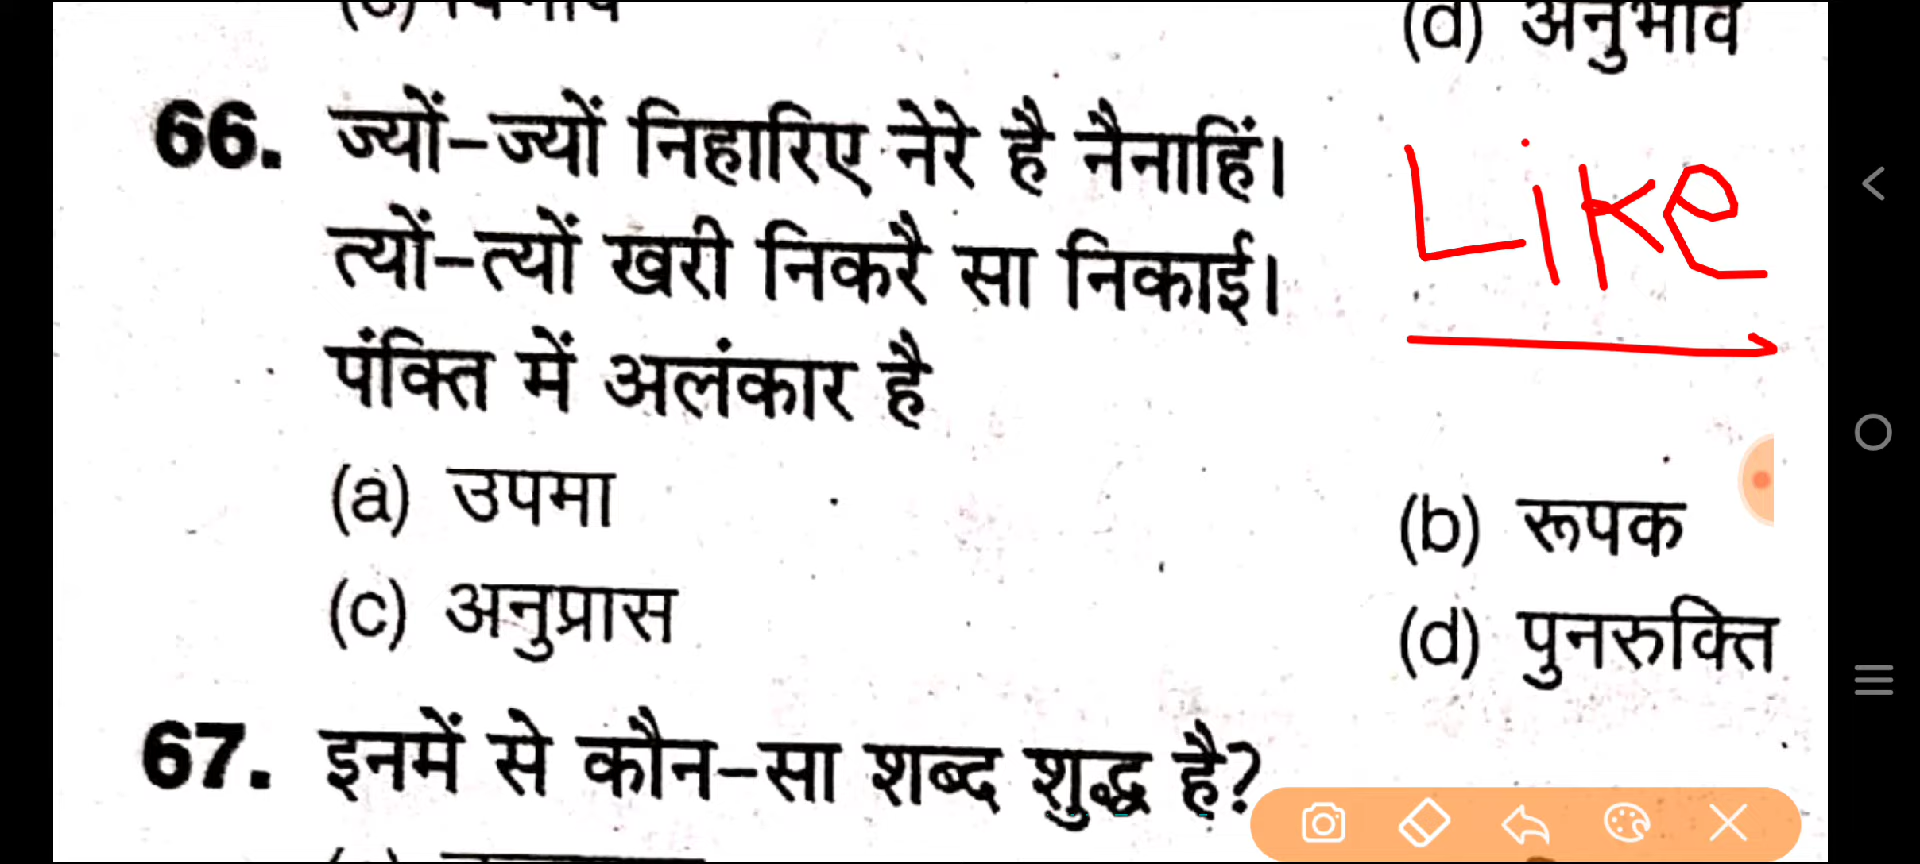 (d) अनुभाव
66. ज्यों-ज्यों निहारिए नेरे है नैनाहिं।
Like
त्यों-त्यों खरी निकरै सा निकाई।
पंक्ति में अलंकार है
(a) उपमा
(b) रूपक
(c) अनुप्रास
(d) पुनरुक्ति
67. इनमें से कौन-सा शब्द शुद्ध है?